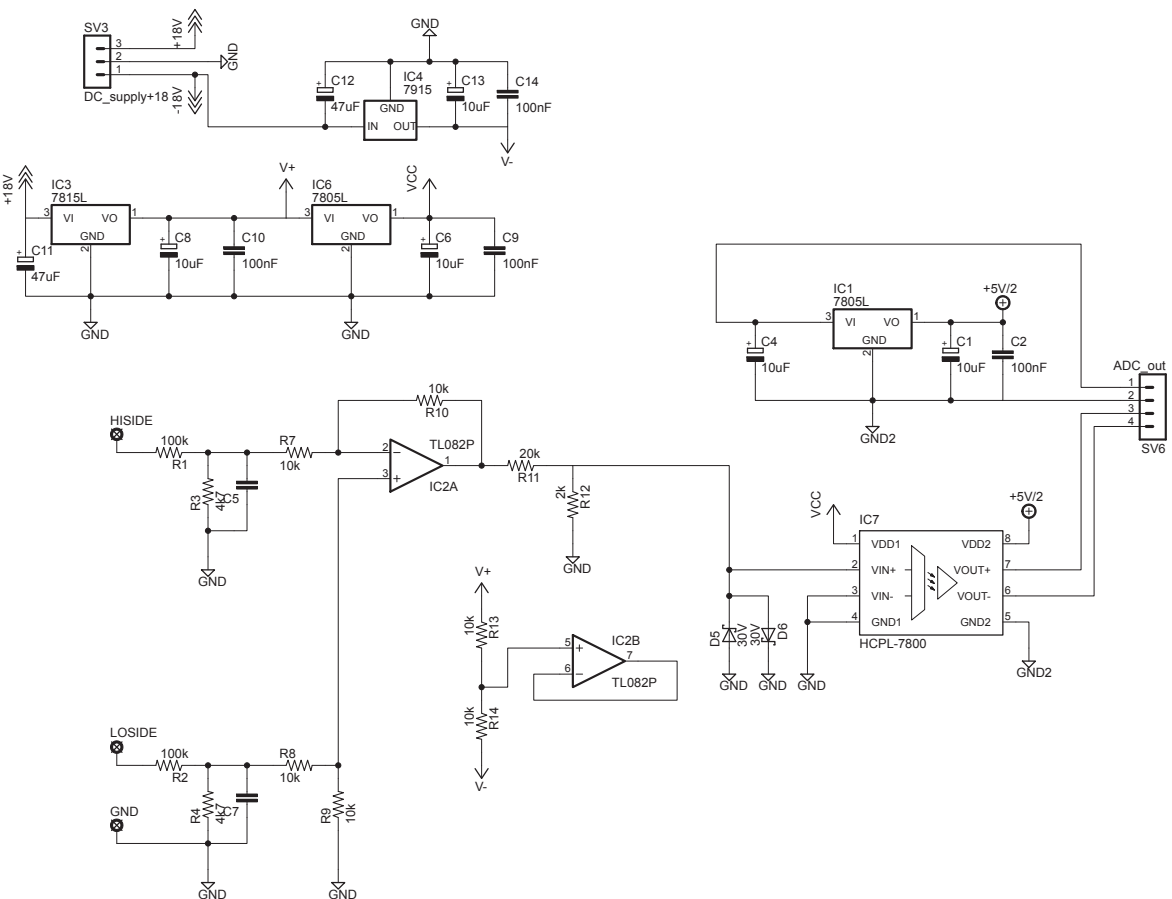 SV3
3
2
1
DC_supply+18
+18V
GND
-18V
GND
C12
47uF
IC4
7915
GND
IN OUT
C13
10uF
C14
100nF
V-
+18V
IC3
7815L
3 VI VO 1
GND
2
C11
47uF
C8
10uF
C10
100nF
V+
IC6
7805L
3 VI VO 1
GND
2
VCC
C6
10uF
C9
100nF
GND
GND
IC1
7805L
3 VI VO 1
GND
2
+5V/2
C4
10uF
C1
10uF
C2
100nF
GND2
ADC_out
1
2
3
4
SV6
HISIDE
100k
R1
R3
4k7
C5
GND
R7
10k
10k
R10
TL082P
2
3
1
IC2A
20k
R11
2k
R12
GND
VCC
IC7
+5V/2
1 VDD1 VDD2 8
2 VIN+ VOUT+ 7
3 VIN- VOUT- 6
4 GND1 GND2 5
HCPL-7800
GND
GND2
D5
30V
30V
D6
GND
GND
V+
10k
R13
10k
R14
V-
IC2B
5
6
7
TL082P
LOSIDE
100k
R2
R8
10k
GND
R4
4k7
C7
R9
10k
GND
GND